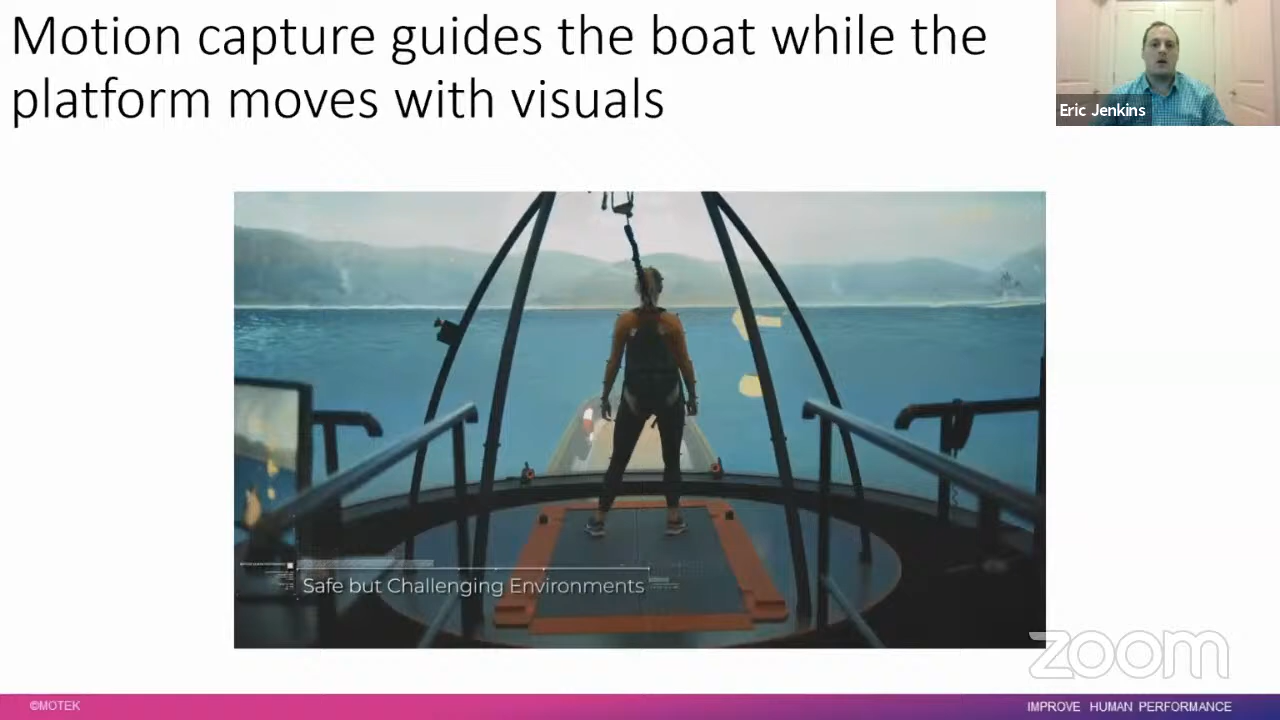 Motion capture guides the boat while the
platform moves with visuals
Eric Jenkins
Safe but Challenging Environments
zoom
©MOTEK
IMPROVE HUMAN PERFORMANCE